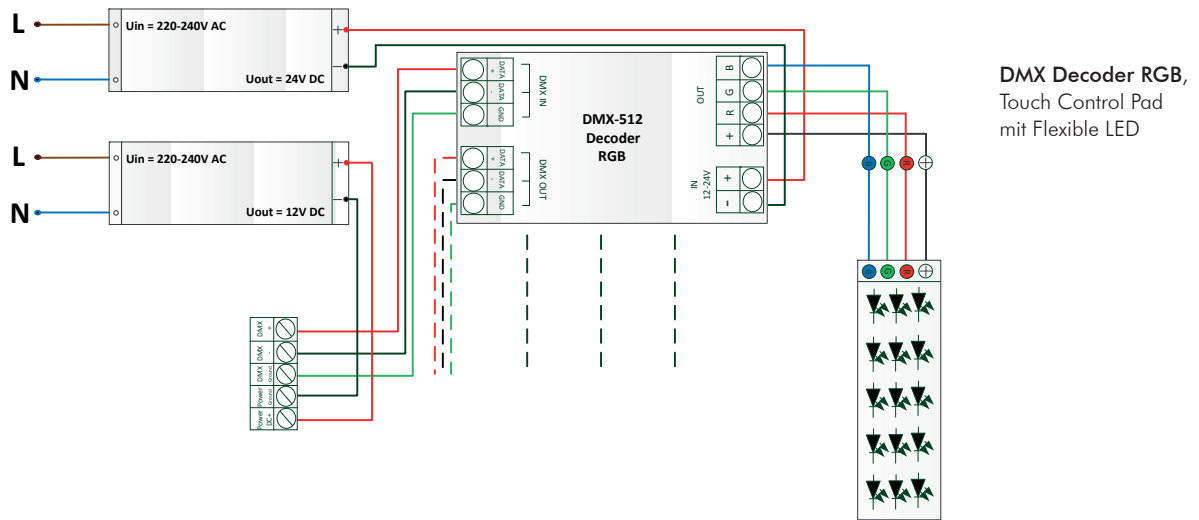 L
Uin = 220-240V AC
+
N
Uout = 24V DC
−
L
Uin = 220-240V AC
+
N
Uout = 12V DC
−
DATA +
DATA -
GND
DMX IN
DATA +
DATA -
GND
DMX OUT
DMX-512
Decoder
RGB
B
G
R
+
OUT
+
−
IN
12-24V
DMX +
DMX -
DMX Ground
Power Ground
Power DC+
B G R +
B G R +
DMX Decoder RGB,
Touch Control Pad
mit Flexible LED